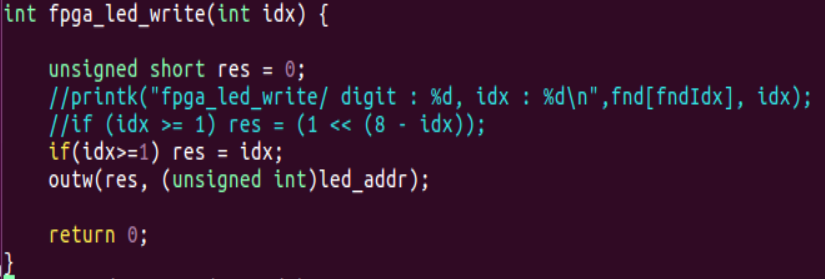 int fpga_led_write(int idx) {
unsigned short res = 0;
//printk("fpga_led_write/ digit : %d, idx : %d\n",fnd[fndIdx], idx);
//if (idx >= 1) res = (1 << (8 - idx));
if(idx>=1) res = idx;
outw(res, (unsigned int)led_addr);
return 0;
}